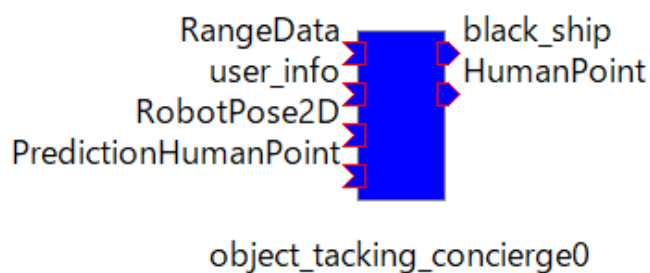 RangeData
user_info
RobotPose2D
PredictionHumanPoint
black_ship
HumanPoint
object_tacking_concierge0